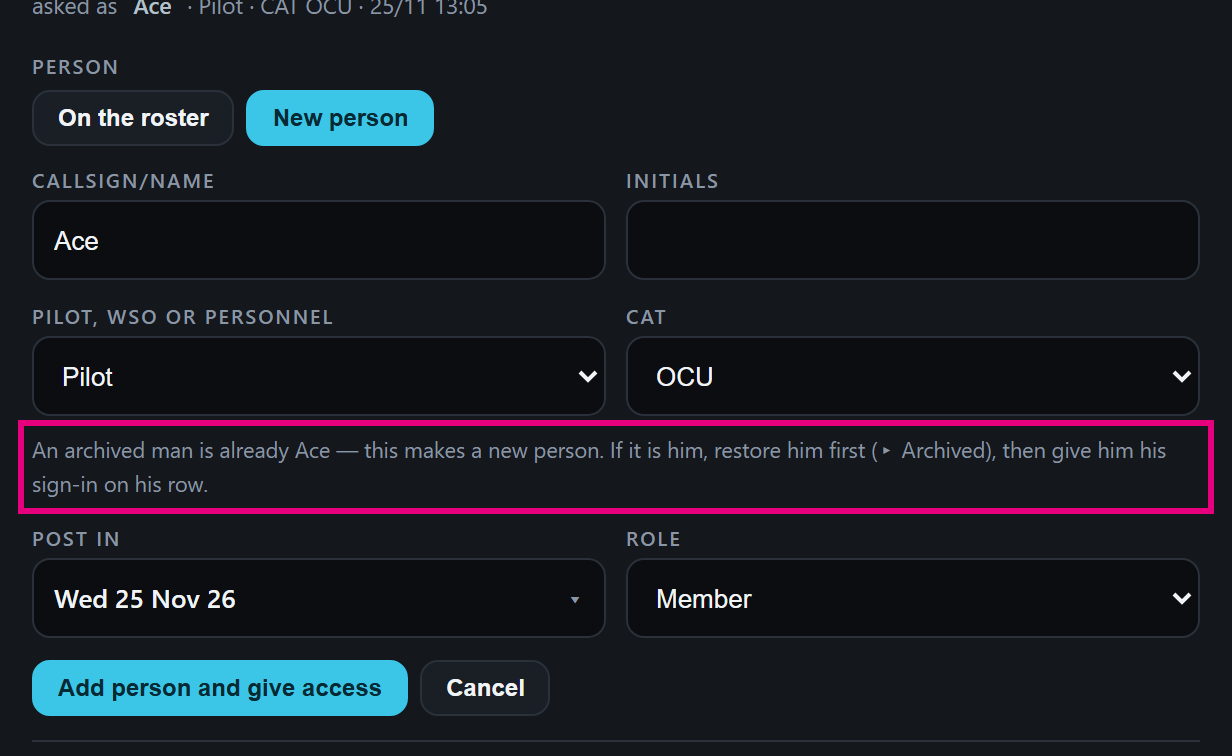 asked as Ace · Pilot · CAT OCU · 25/11 13:05
PERSON
On the roster New person
CALLSIGN/NAME INITIALS
Ace
PILOT, WSO OR PERSONNEL CAT
Pilot OCU
An archived man is already Ace — this makes a new person. If it is him, restore him first (▸ Archived), then give him his
sign-in on his row.
POST IN ROLE
Wed 25 Nov 26 Member
Add person and give access Cancel